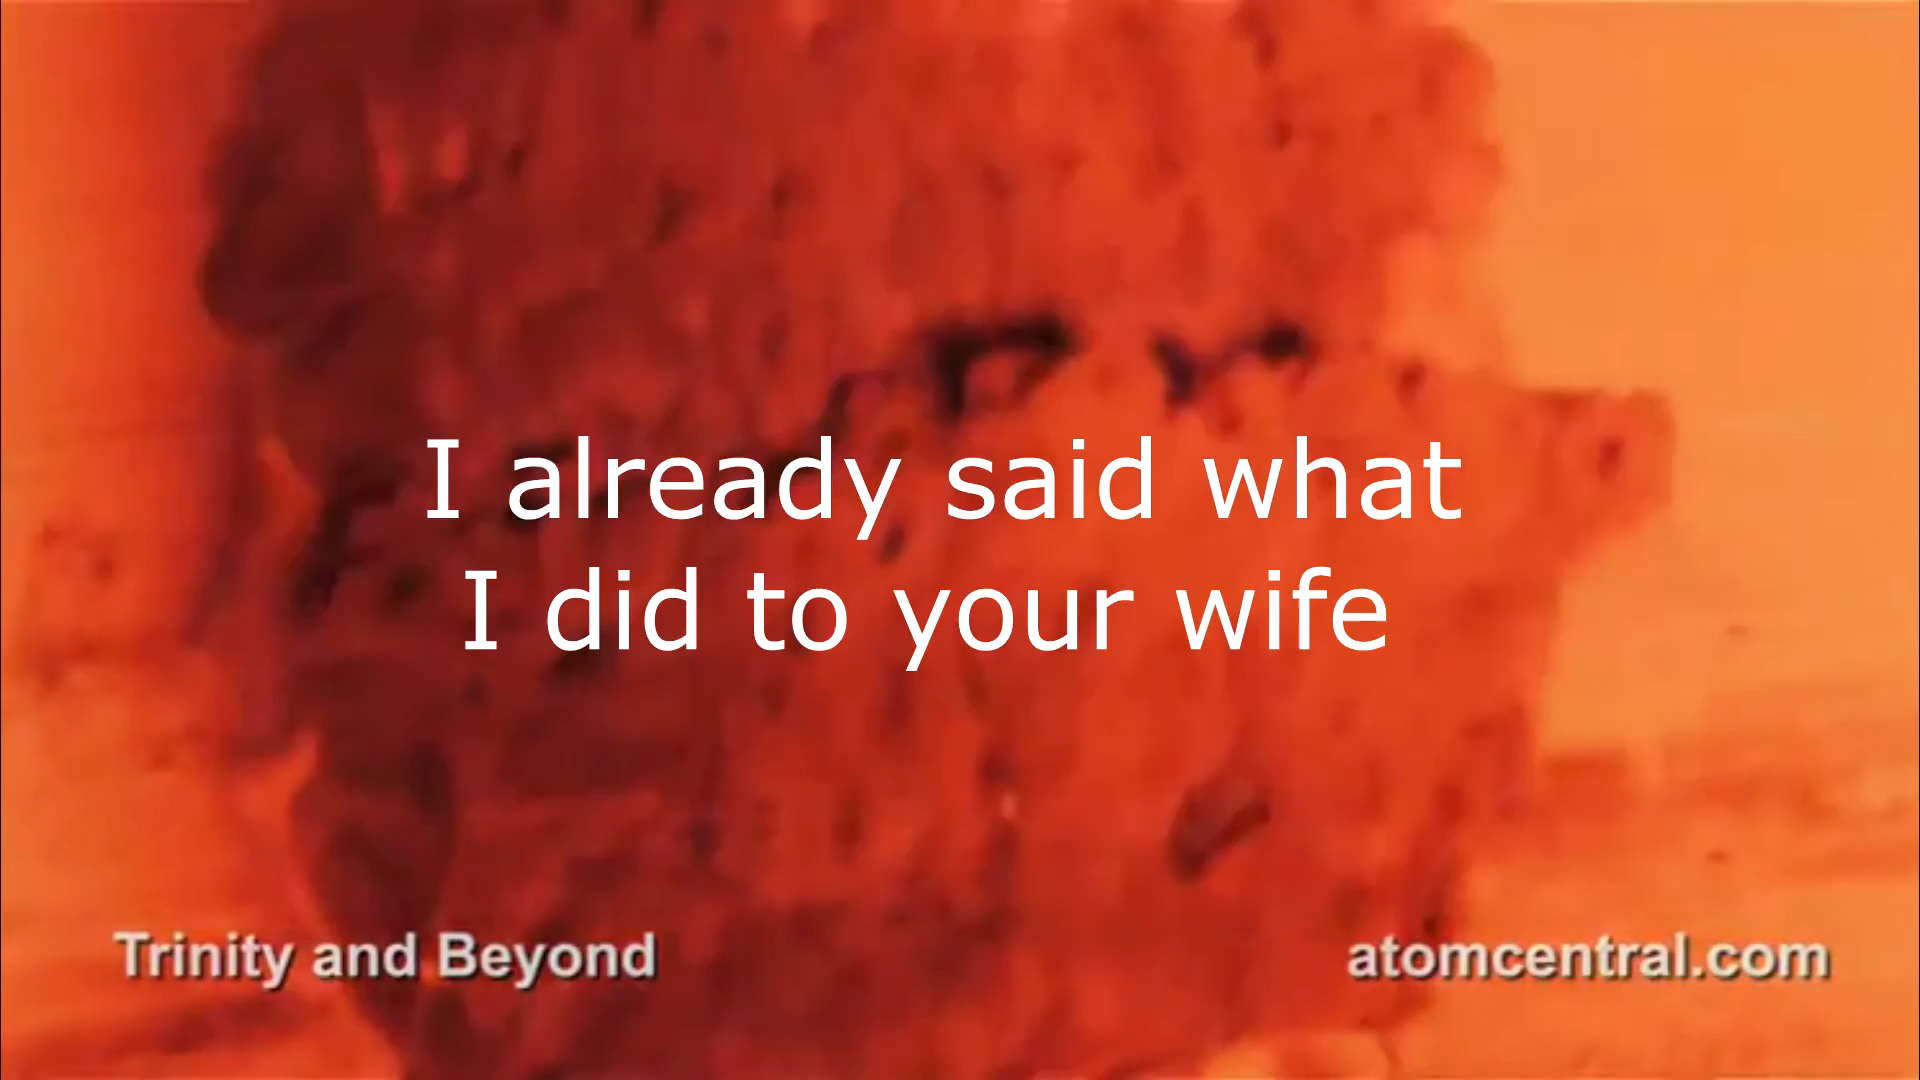 I already said what
I did to your wife
Trinity and Beyond
atomcentral.com